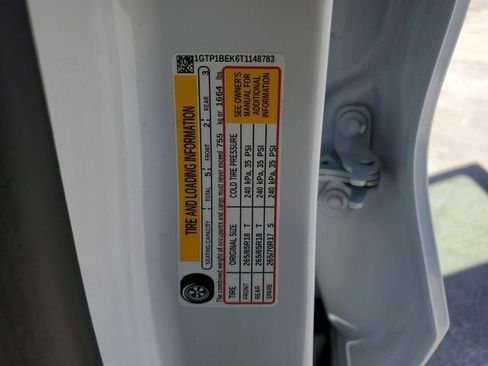 1GTP1BEK6T1148783
TIRE AND LOADING INFORMATION
SEATING CAPACITY TOTAL 5 FRONT 2 REAR 3
The combined weight of occupants and cargo must never exceed 755 kg or 1664 lbs.
TIRE ORIGINAL SIZE COLD TIRE PRESSURE
FRONT 265/65R18 T 240 kPa, 35 PSI
REAR 265/65R18 T 240 kPa, 35 PSI
SPARE 265/70R17 S 240 kPa, 35 PSI
SEE OWNER'S
MANUAL FOR
ADDITIONAL
INFORMATION